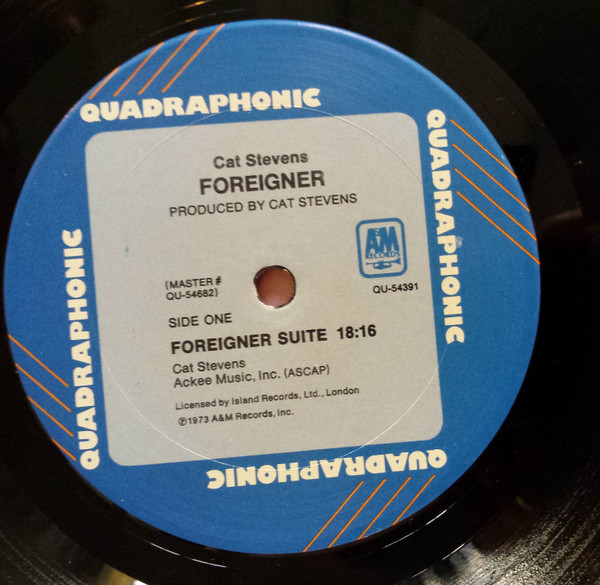 QUADRAPHONIC
QUADRAPHONIC
QUADRAPHONIC
QUADRAPHONIC
Cat Stevens
FOREIGNER
PRODUCED BY CAT STEVENS
A&M
RECORDS
(MASTER#
QU-54682)
QU-54391
SIDE ONE
FOREIGNER SUITE 18:16
Cat Stevens
Ackee Music, Inc. (ASCAP)
Licensed by Island Records, Ltd., London
℗1973 A&M Records, Inc.